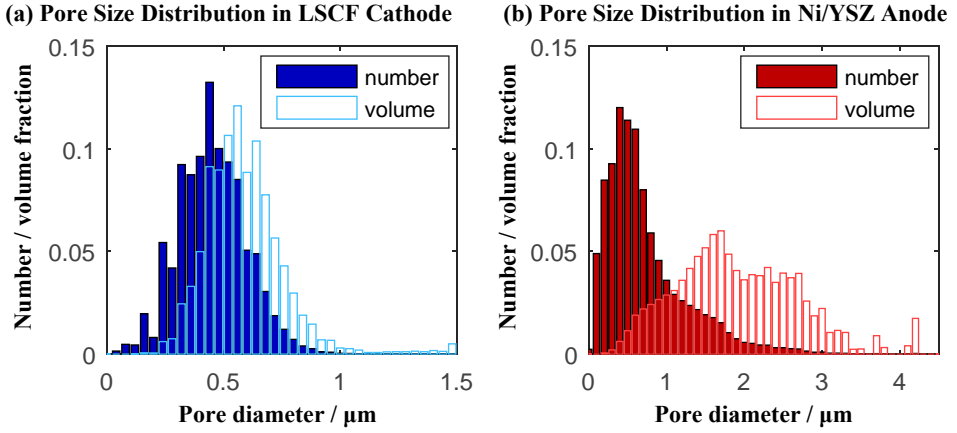 (a) Pore Size Distribution in LSCF Cathode
Number / volume fraction
0.15
0.1
0.05
0
number
volume
0
0.5
1
1.5
Pore diameter / μm
(b) Pore Size Distribution in Ni/YSZ Anode
Number / volume fraction
0.15
0.1
0.05
0
number
volume
0
1
2
3
4
Pore diameter / μm